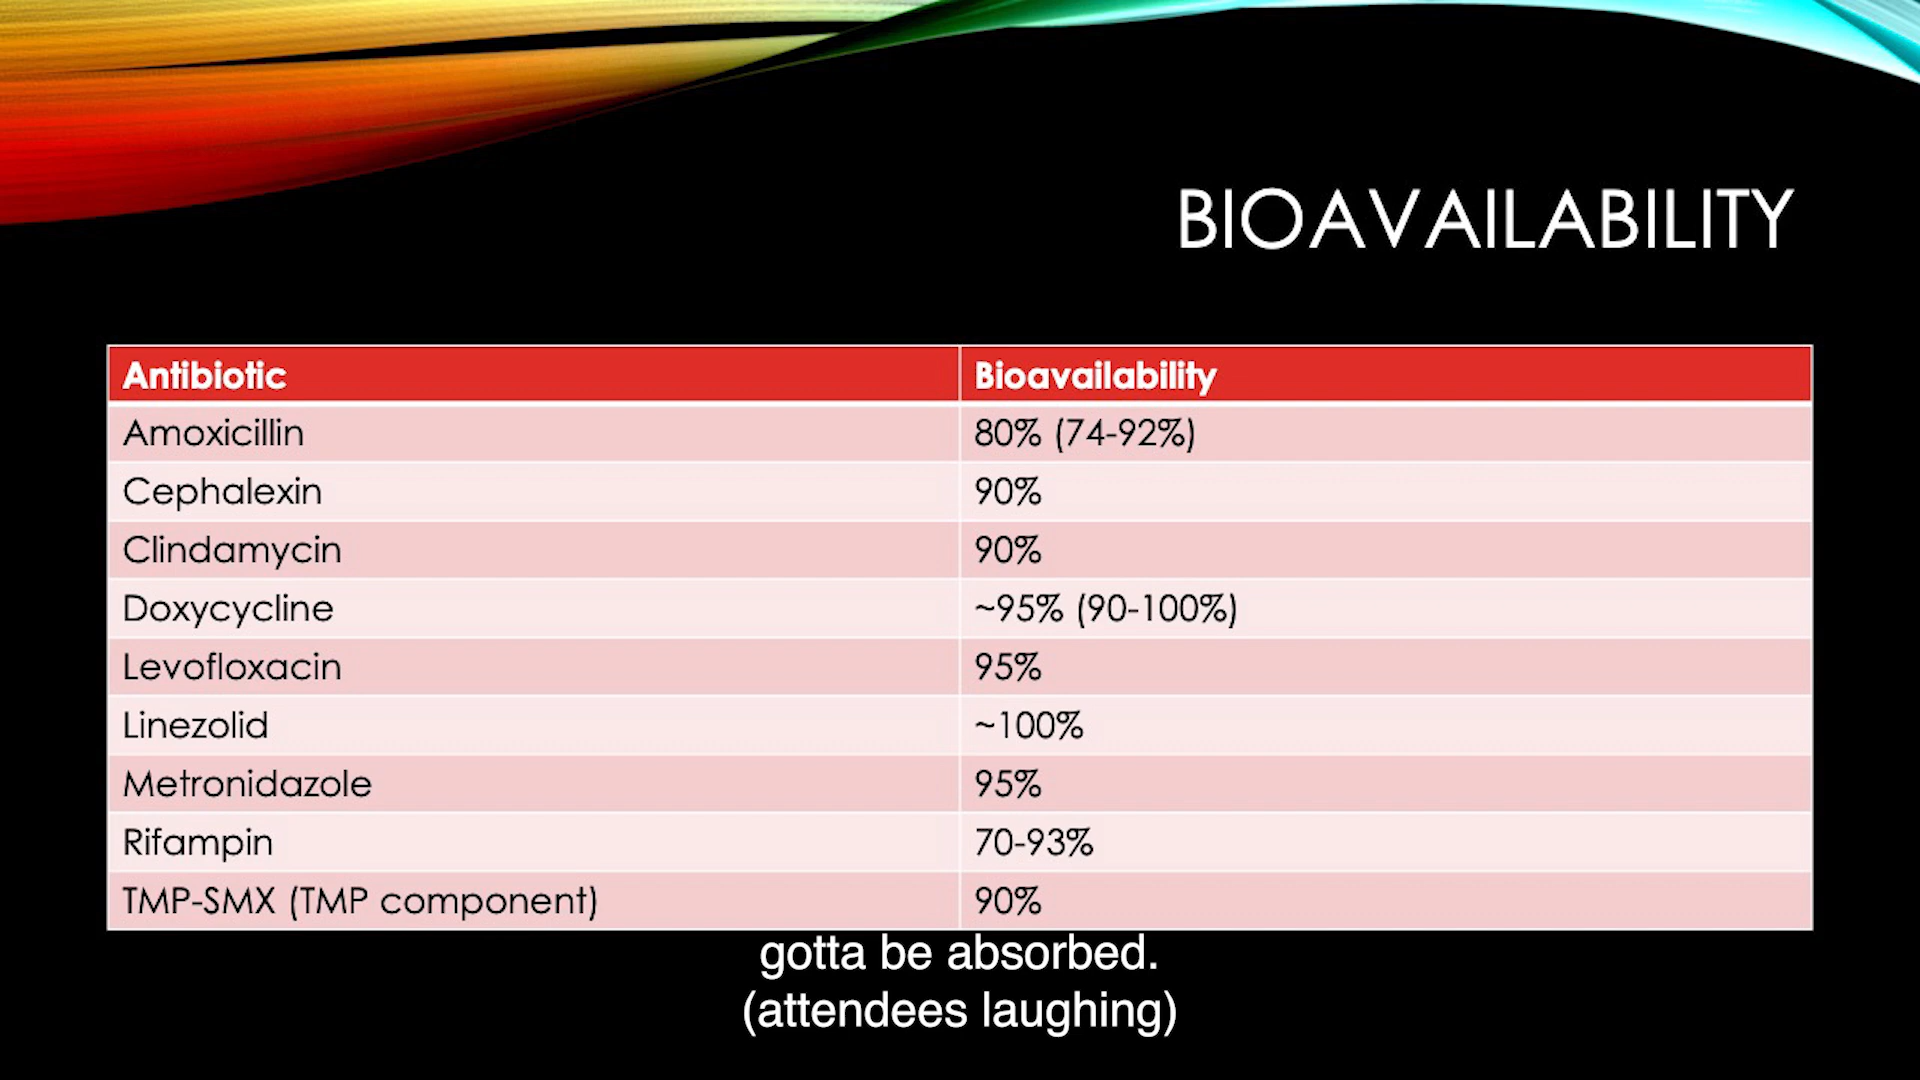 BIOAVAILABILITY
Antibiotic Bioavailability
Amoxicillin 80% (74-92%)
Cephalexin 90%
Clindamycin 90%
Doxycycline ~95% (90-100%)
Levofloxacin 95%
Linezolid ~100%
Metronidazole 95%
Rifampin 70-93%
TMP-SMX (TMP component) 90%
gotta be absorbed.
(attendees laughing)